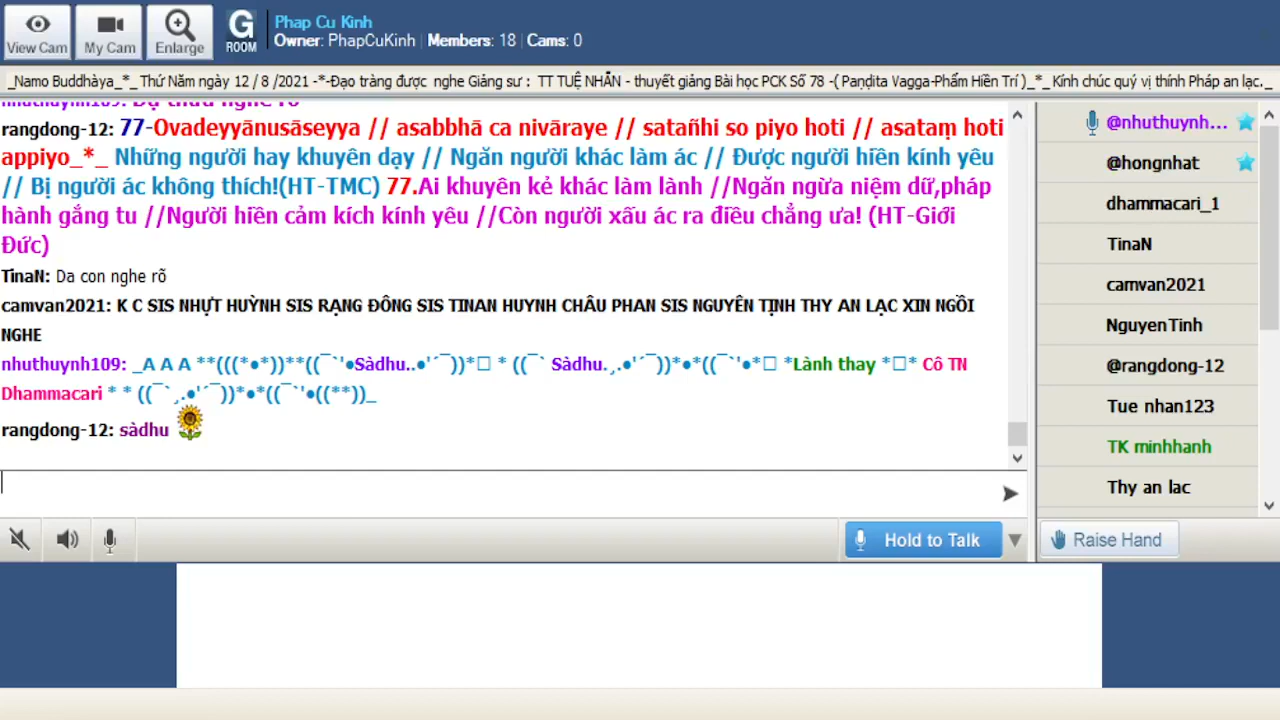 View Cam
My Cam
Enlarge
G
ROOM
Phap Cu Kinh
Owner: PhapCuKinh | Members: 18 | Cams: 0
_Namo Buddhàya_*_Thứ Năm ngày 12 / 8 /2021 -*-Đạo tràng được nghe Giảng sư : TT TUỆ NHẪN - thuyết giảng Bài học PCK Số 78 -( Paṇḍita Vagga-Phẩm Hiền Trí )_*_ Kính chúc quý vị thính Pháp an lạc._
nhuthuynh109: Dạ thưa nghe rõ
rangdong-12: 77-Ovadeyyānusāseyya // asabbhā ca nivāraye // satañhi so piyo hoti // asataṃ hoti
appiyo_*_ Những người hay khuyên dạy // Ngăn người khác làm ác // Được người hiền kính yêu
// Bị người ác không thích!(HT-TMC) 77.Ai khuyên kẻ khác làm lành //Ngăn ngừa niệm dữ,pháp
hành gắng tu //Người hiền cảm kích kính yêu //Còn người xấu ác ra điều chẳng ưa! (HT-Giới
Đức)
TinaN: Da con nghe rõ
camvan2021: K C SIS NHỰT HUỲNH SIS RẠNG ĐÔNG SIS TINAN HUYNH CHÂU PHAN SIS NGUYÊN TỊNH THY AN LẠC XIN NGỒI
NGHE
nhuthuynh109: _A A A **(((*•*))**((¯`'•Sàdhu..•'´¯))*□ * ((¯` Sàdhu.¸.•'´¯))*•*((¯`'•*□ *Lành thay *□* Cô TN
Dhammacari * * ((¯`¸.•'´¯))*•*((¯`'•((**))_
rangdong-12: sàdhu
Hold to Talk
@nhuthuynh...
@hongnhat
dhammacari_1
TinaN
camvan2021
NguyenTinh
@rangdong-12
Tue nhan123
TK minhhanh
Thy an lac
Raise Hand